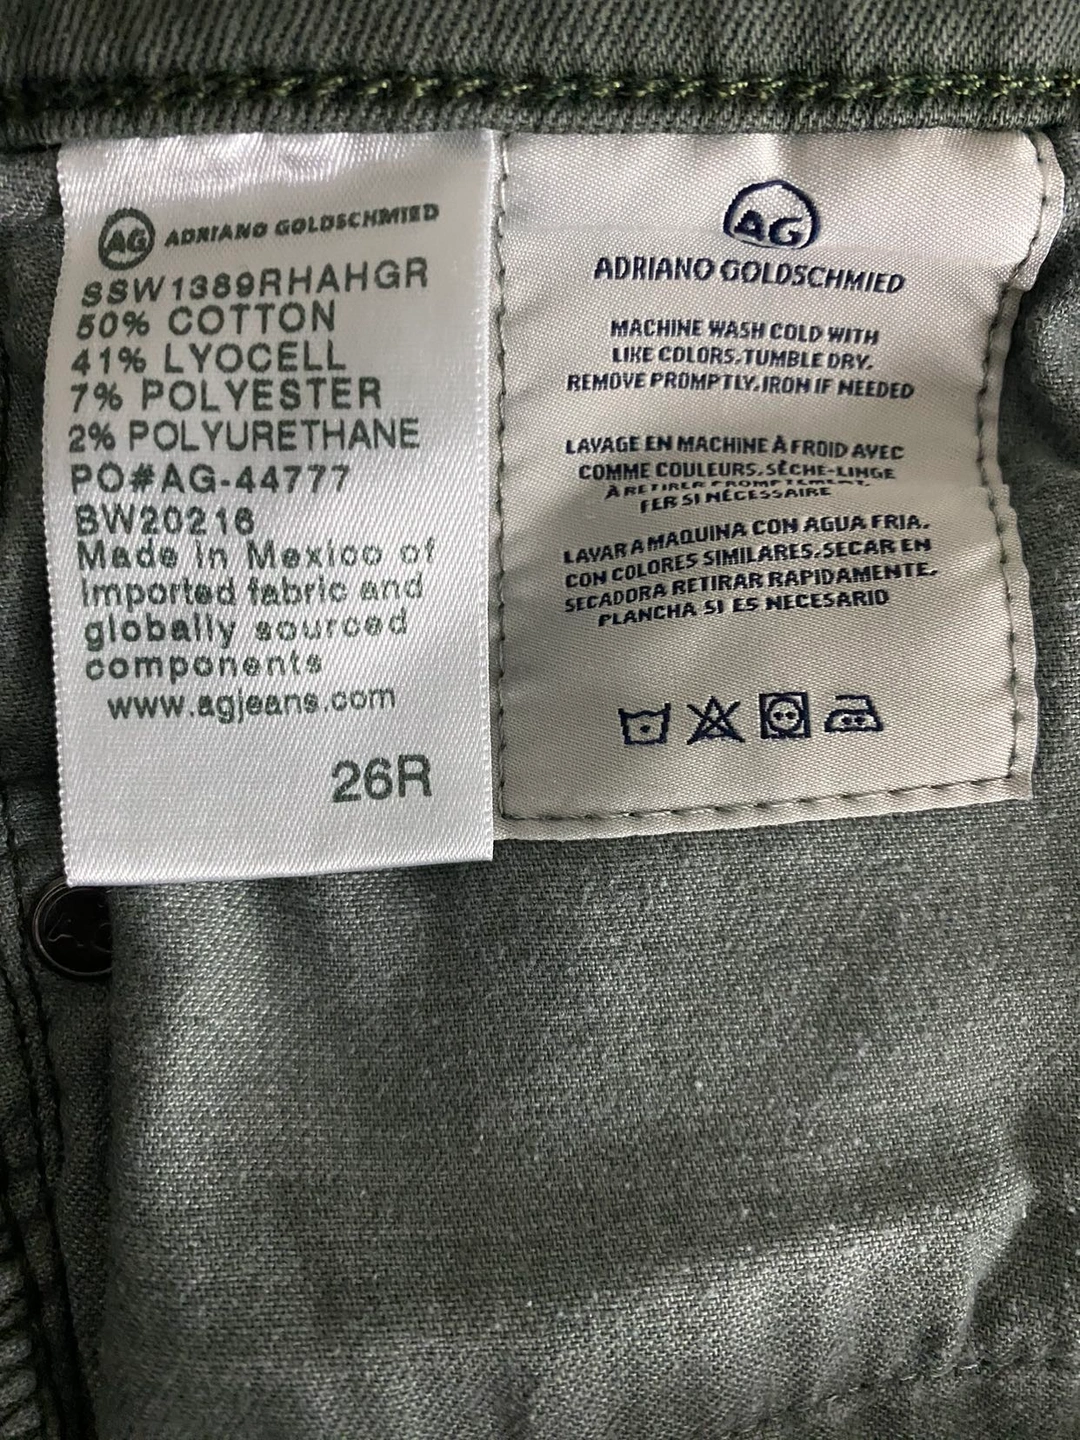 AG ADRIANO GOLDSCHMIED
SSW1389RHAHGR
50% COTTON
41% LYOCELL
7% POLYESTER
2% POLYURETHANE
PO#AG-44777
BW20216
Made in Mexico of
Imported fabric and
globally sourced
components
www.agjeans.com
26R
AG
ADRIANO GOLDSCHMIED
MACHINE WASH COLD WITH
LIKE COLORS.TUMBLE DRY.
REMOVE PROMPTLY.IRON IF NEEDED
LAVAGE EN MACHINE À FROID AVEC
COMME COULEURS.SÈCHE-LINGE
À RETIRER PROMPTEMENT.
FER SI NÉCESSAIRE
LAVAR A MAQUINA CON AGUA FRIA.
CON COLORES SIMILARES.SECAR EN
SECADORA RETIRAR RAPIDAMENTE.
PLANCHA SI ES NECESARIO